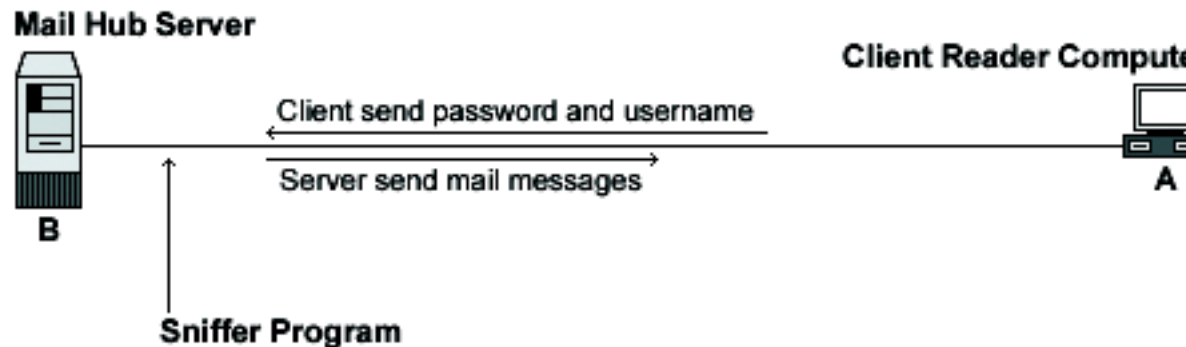 Mail Hub Server
Client Reader Compute
Client send password and username
Server send mail messages
A
B
Sniffer Program